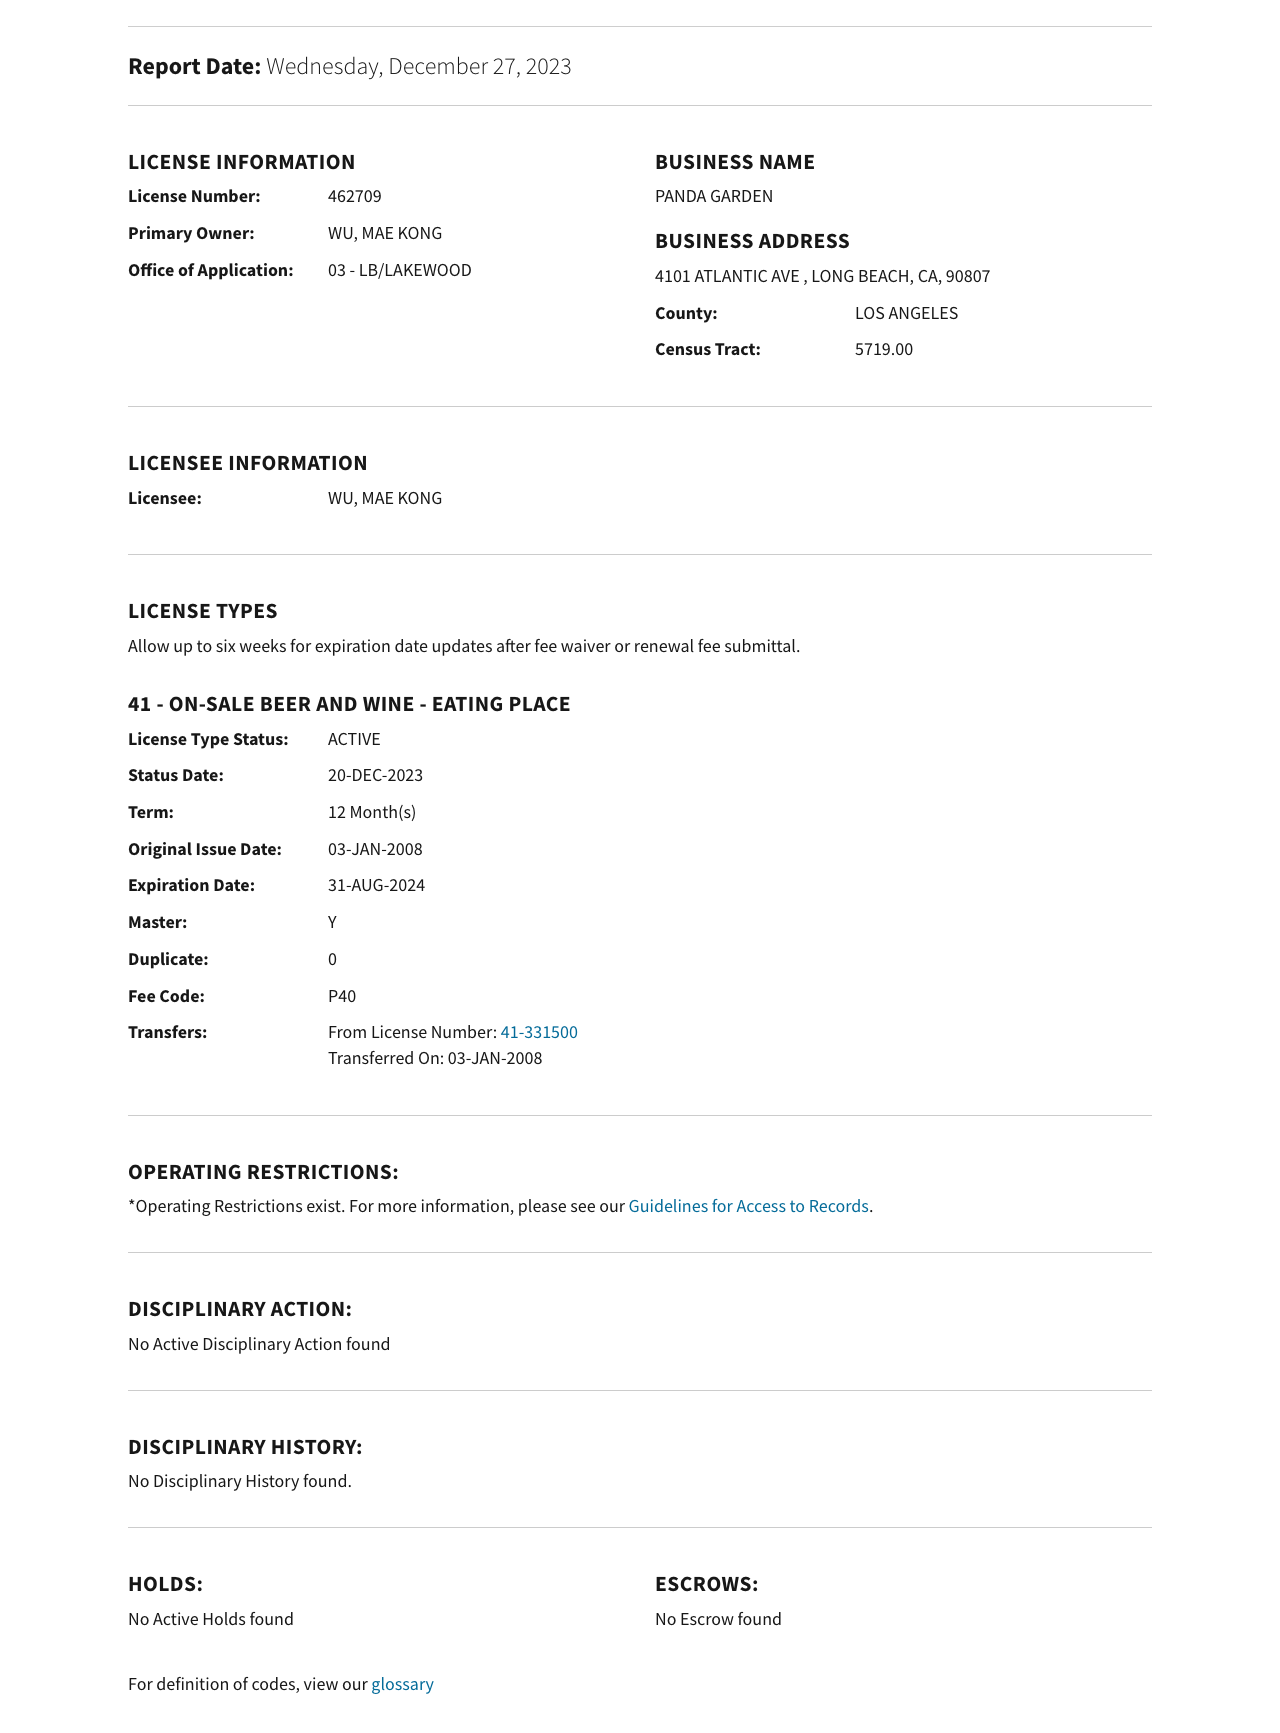 Report Date: Wednesday, December 27, 2023
LICENSE INFORMATION
License Number: 462709
Primary Owner: WU, MAE KONG
Office of Application: 03 - LB/LAKEWOOD
BUSINESS NAME
PANDA GARDEN
BUSINESS ADDRESS
4101 ATLANTIC AVE , LONG BEACH, CA, 90807
County: LOS ANGELES
Census Tract: 5719.00
LICENSEE INFORMATION
Licensee: WU, MAE KONG
LICENSE TYPES
Allow up to six weeks for expiration date updates after fee waiver or renewal fee submittal.
41 - ON-SALE BEER AND WINE - EATING PLACE
License Type Status: ACTIVE
Status Date: 20-DEC-2023
Term: 12 Month(s)
Original Issue Date: 03-JAN-2008
Expiration Date: 31-AUG-2024
Master: Y
Duplicate: 0
Fee Code: P40
Transfers: From License Number: 41-331500
Transferred On: 03-JAN-2008
OPERATING RESTRICTIONS:
*Operating Restrictions exist. For more information, please see our Guidelines for Access to Records.
DISCIPLINARY ACTION:
No Active Disciplinary Action found
DISCIPLINARY HISTORY:
No Disciplinary History found.
HOLDS:
No Active Holds found
ESCROWS:
No Escrow found
For definition of codes, view our glossary